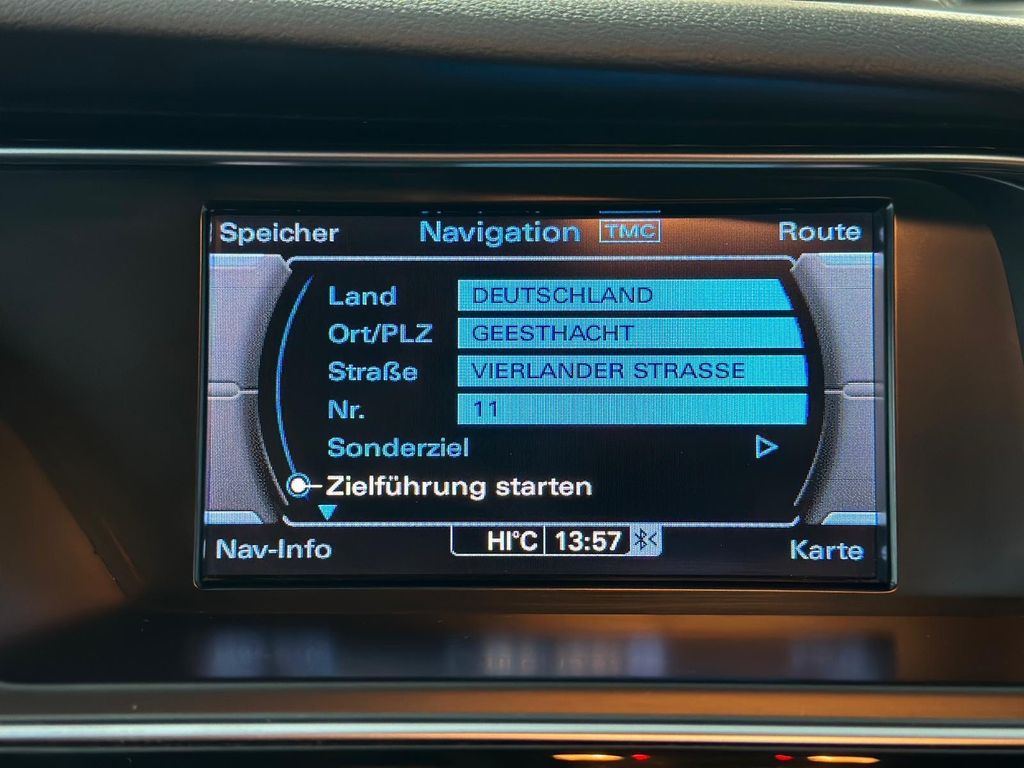 Speicher Navigation TMC Route
Land DEUTSCHLAND
Ort/PLZ GEESTHACHT
Straße VIERLANDER STRASSE
Nr. 11
Sonderziel
Zielführung starten
Nav-Info HI°C 13:57 Karte